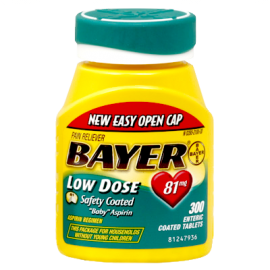 NEW EASY OPEN CAP
PAIN RELIEVER
BAYER
BAYER
LOW DOSE®
81mg
Safety Coated
"Baby" Aspirin
ASPIRIN REGIMEN
THIS PACKAGE FOR HOUSEHOLDS
WITHOUT YOUNG CHILDREN
300
ENTERIC
COATED TABLETS
81247936